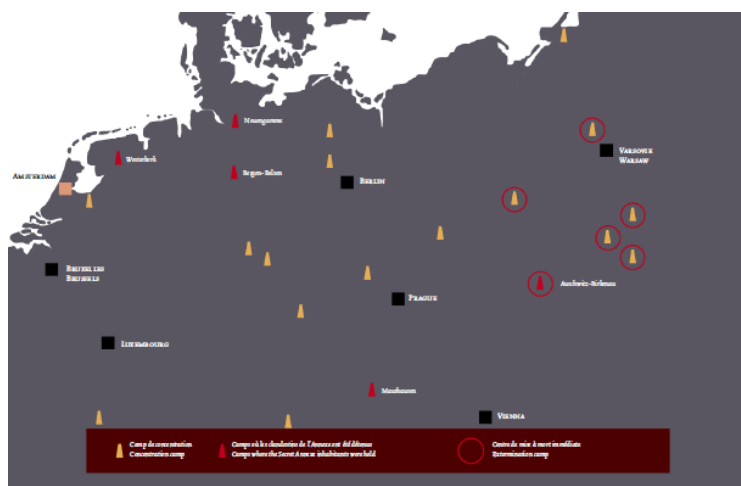 Neuengamme
Westerbork
Bergen-Belsen
Varsovie
Warsaw
Amsterdam
Berlin
Bruxelles
Brussels
Auschwitz-Birkenau
Prague
Luxembourg
Mauthausen
Vienna
Camp de concentration
Concentration camp
Camps où les clandestins de l'Annexe ont été détenus
Camps where the Secret Annexe inhabitants were held
Centre de mise à mort immédiate
Extermination camp